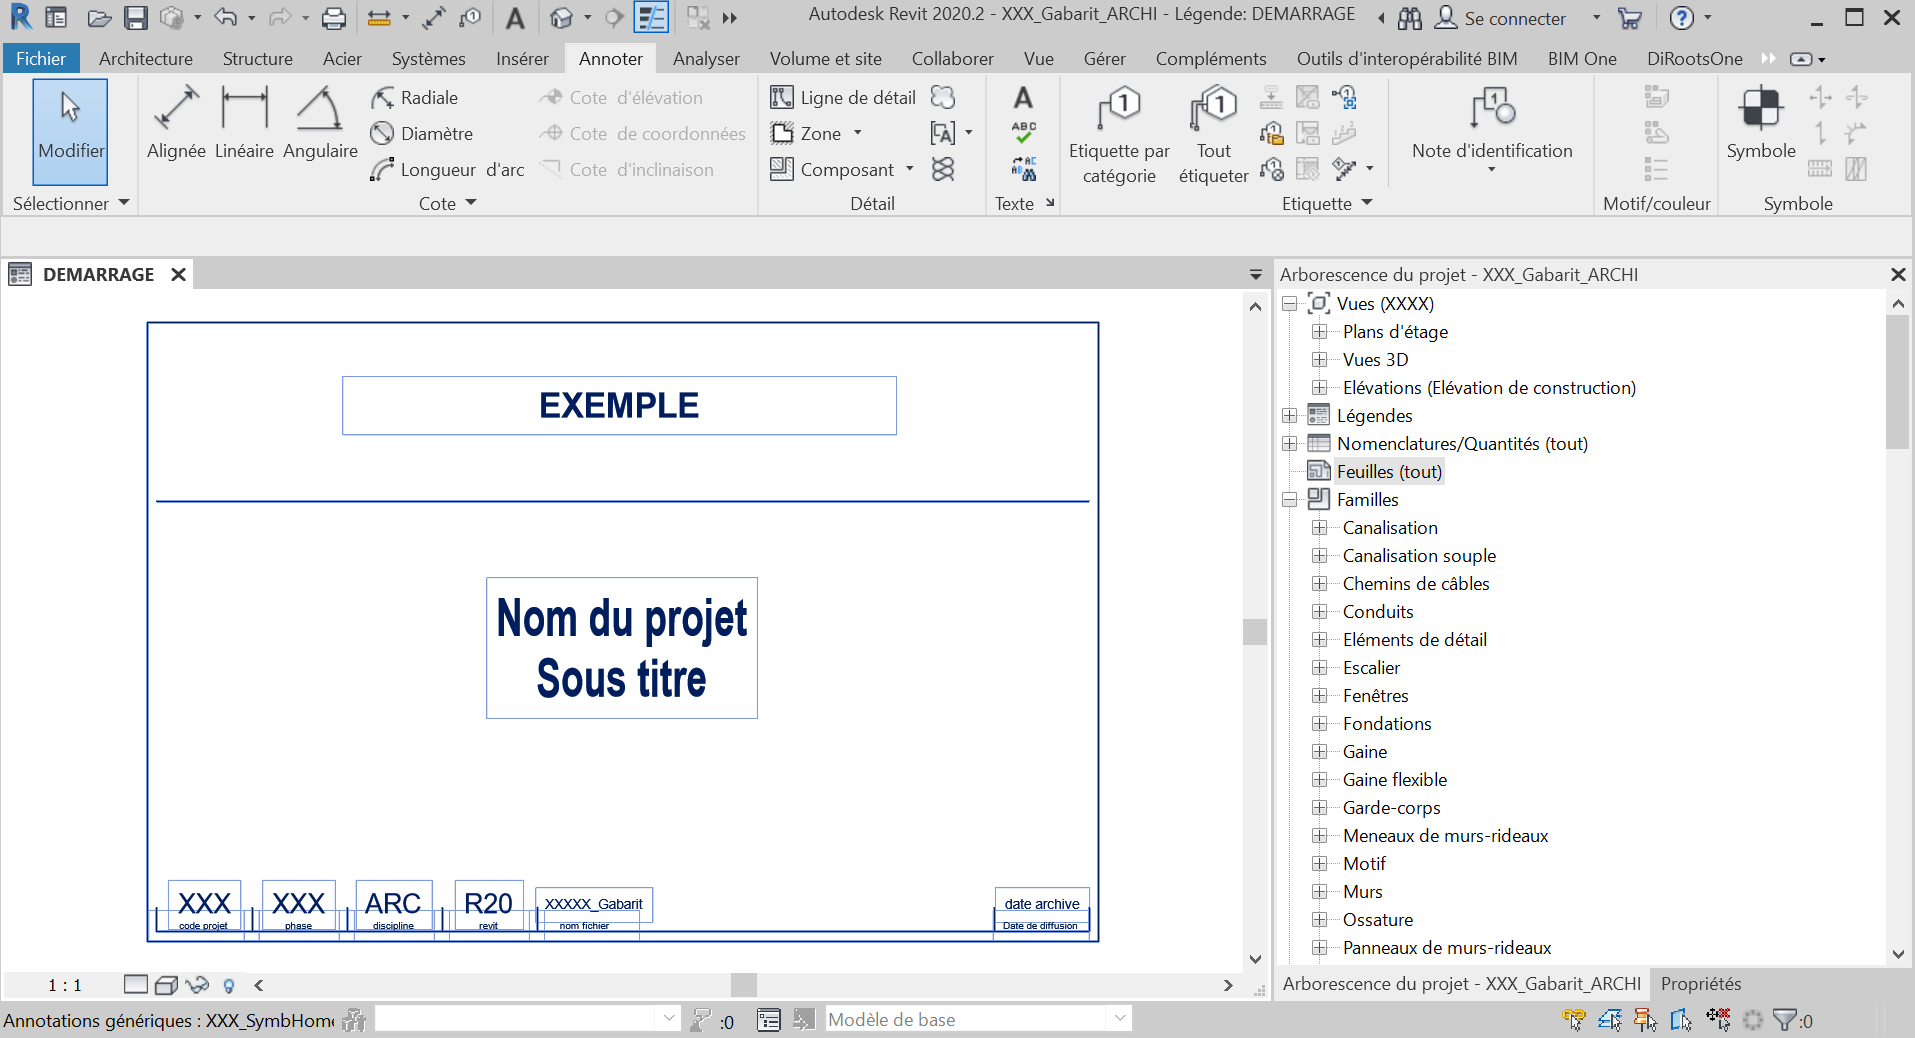 Autodesk Revit 2020.2 - XXX_Gabarit_ARCHI - Légende: DEMARRAGE
Se connecter
Fichier Architecture Structure Acier Systèmes Insérer Annoter Analyser Volume et site Collaborer Vue Gérer Compléments Outils d'interopérabilité BIM BIM One DiRootsOne
Modifier
Sélectionner
Alignée
Linéaire
Angulaire
Radiale
Diamètre
Longueur d'arc
Cote d'élévation
Cote de coordonnées
Cote d'inclinaison
Cote
Ligne de détail
Zone
Composant
Détail
A
ABC
Texte
Etiquette par catégorie
Tout étiqueter
Etiquette
Note d'identification
Motif/couleur
Symbole
Symbole
DEMARRAGE
EXEMPLE
Nom du projet
Sous titre
XXX
code projet
XXX
phase
ARC
discipline
R20
revit
XXXXX_Gabarit
nom fichier
date archive
Date de diffusion
1 : 1
Arborescence du projet - XXX_Gabarit_ARCHI
Vues (XXXX)
Plans d'étage
Vues 3D
Elévations (Elévation de construction)
Légendes
Nomenclatures/Quantités (tout)
Feuilles (tout)
Familles
Canalisation
Canalisation souple
Chemins de câbles
Conduits
Eléments de détail
Escalier
Fenêtres
Fondations
Gaine
Gaine flexible
Garde-corps
Meneaux de murs-rideaux
Motif
Murs
Ossature
Panneaux de murs-rideaux
Arborescence du projet - XXX_Gabarit_ARCHI Propriétés
Annotations génériques : XXX_SymbHome
:0
Modèle de base
:0